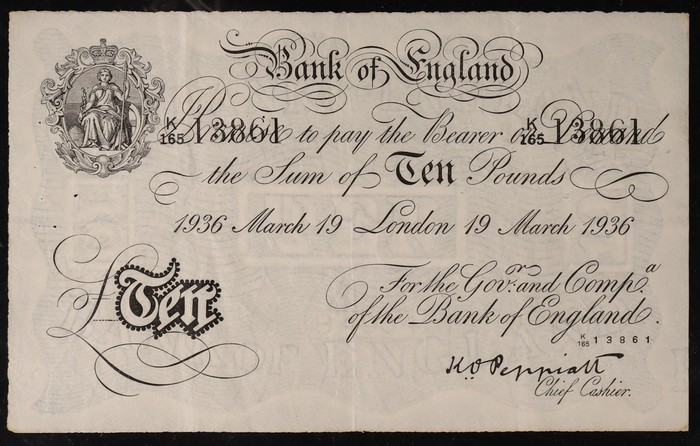 Bank of England
I Promise to pay the Bearer on Demand
K
165 13861
K
165 13861
the Sum of Ten Pounds
1936 March 19 London 19 March 1936
For the Govr. and Compa.
of the Bank of England.
£Ten
K
165 13861
K.O. Peppiatt
Chief Cashier.